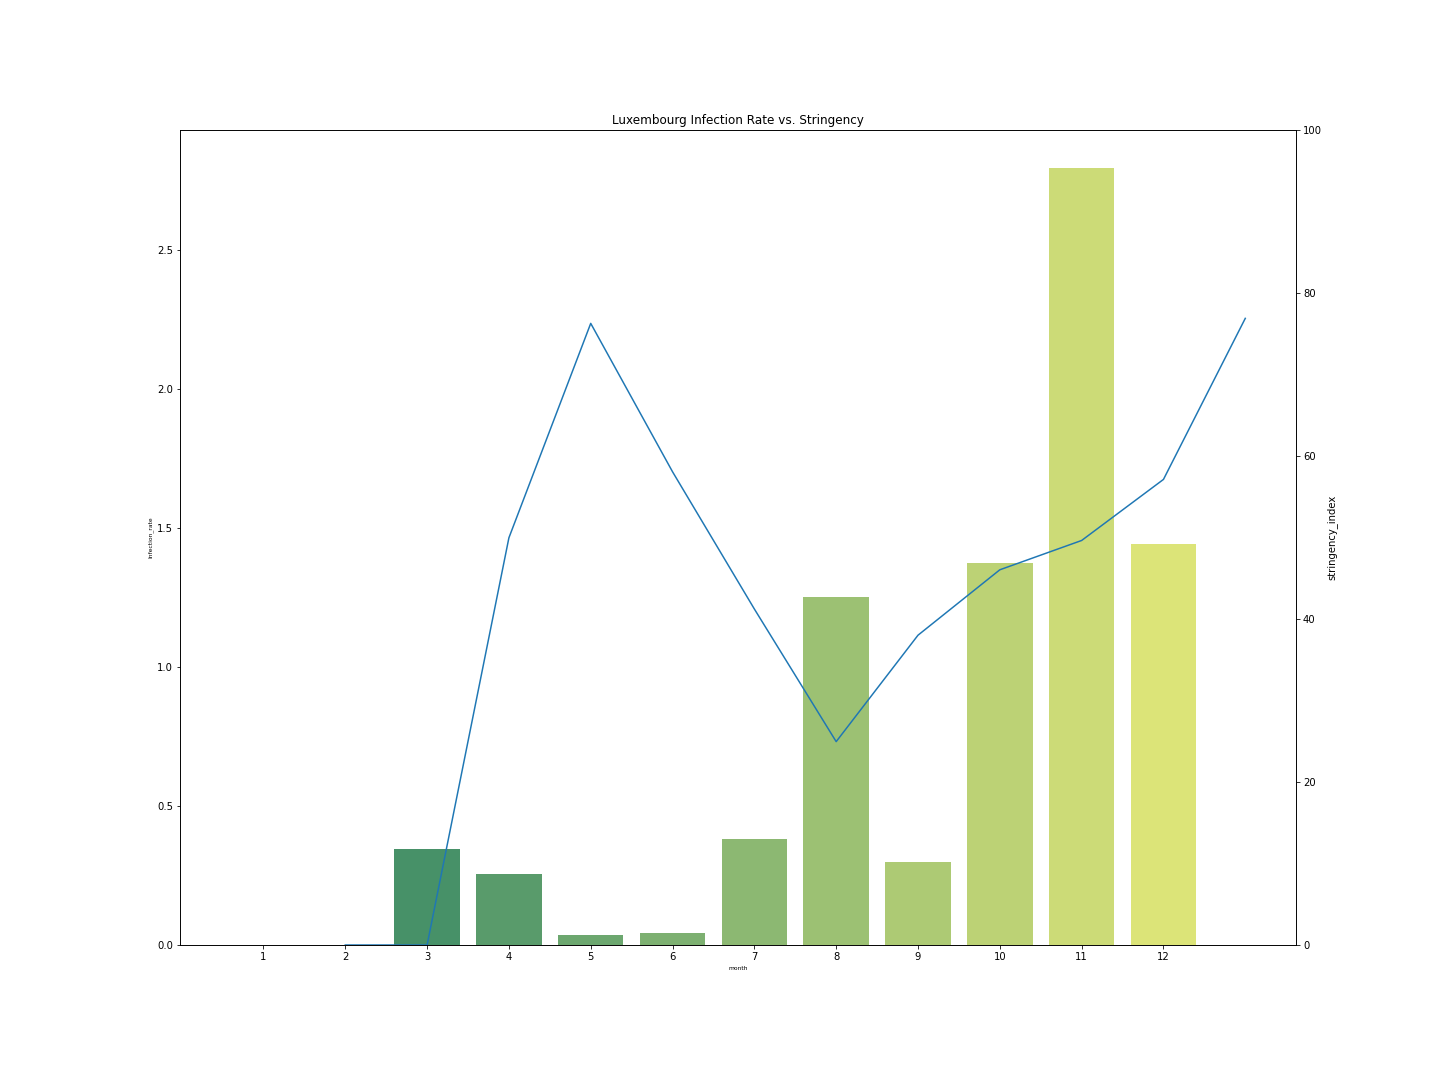 Luxembourg Infection Rate vs. Stringency
100
2.5
80
2.0
60
1.5
infection_rate
stringency_index
40
1.0
20
0.5
0.0
0
1 2 3 4 5 6 7 8 9 10 11 12
month